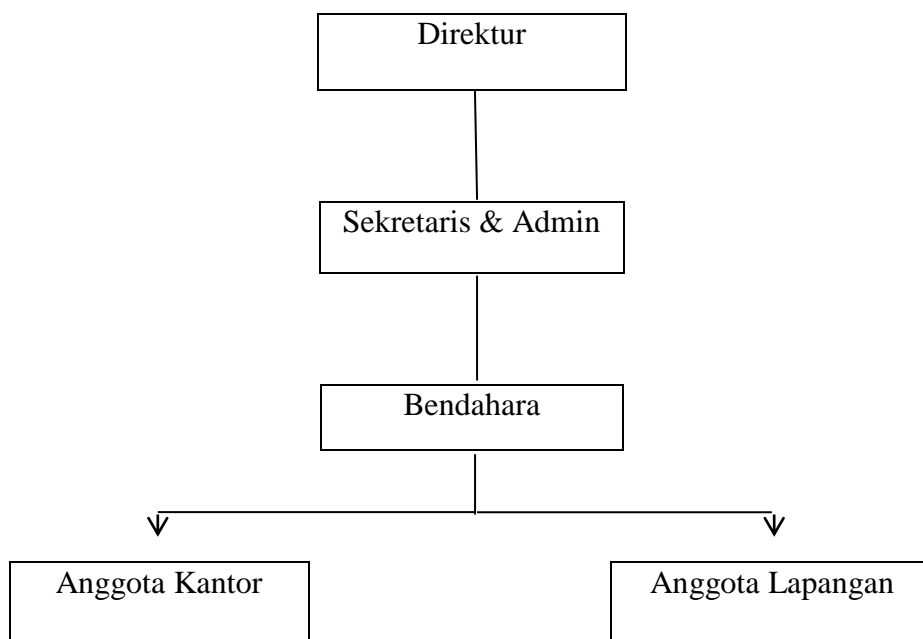 Direktur
Sekretaris & Admin
Bendahara
Anggota Kantor
Anggota Lapangan